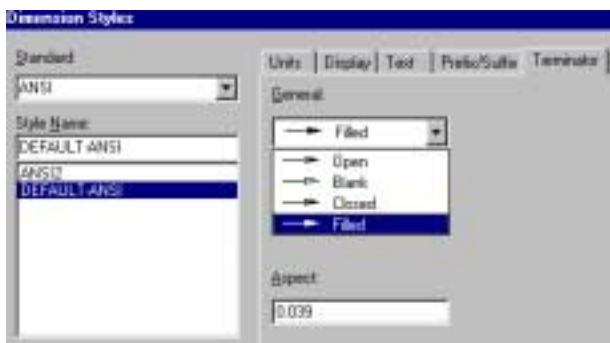 Dimension Styles
Standard
ANSI
Style Name:
DEFAULT-ANSI
ANSI2
DEFAULT-ANSI
Units Display Text Prefix/Suffix Terminator
General:
Filled
Open
Blank
Closed
Filled
Aspect:
0.039